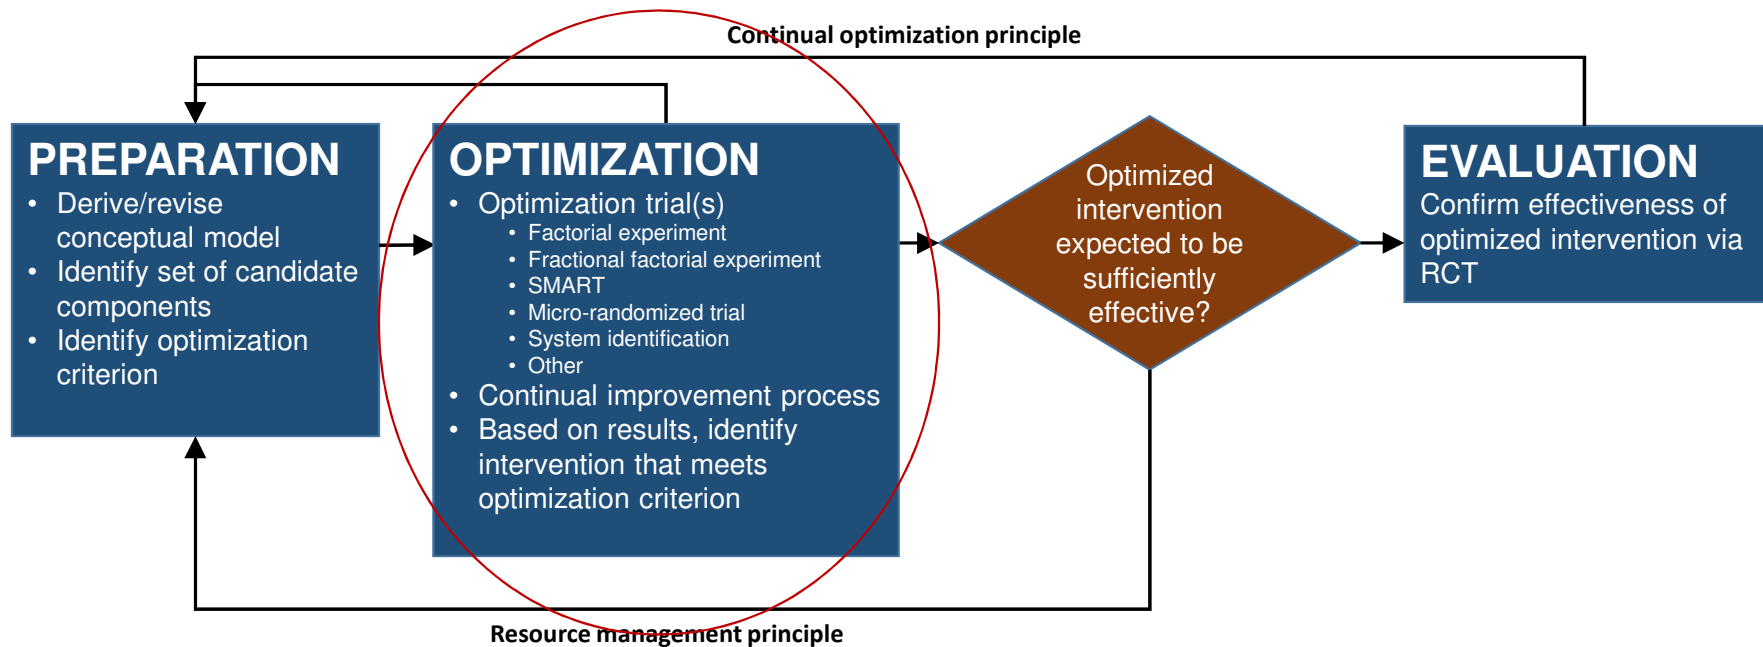 Continual optimization principle
PREPARATION
• Derive/revise
conceptual model
• Identify set of candidate
components
• Identify optimization
criterion
OPTIMIZATION
• Optimization trial(s)
• Factorial experiment
• Fractional factorial experiment
• SMART
• Micro-randomized trial
• System identification
• Other
• Continual improvement process
• Based on results, identify
intervention that meets
optimization criterion
Optimized
intervention
expected to be
sufficiently
effective?
EVALUATION
Confirm effectiveness of
optimized intervention via
RCT
Resource management principle